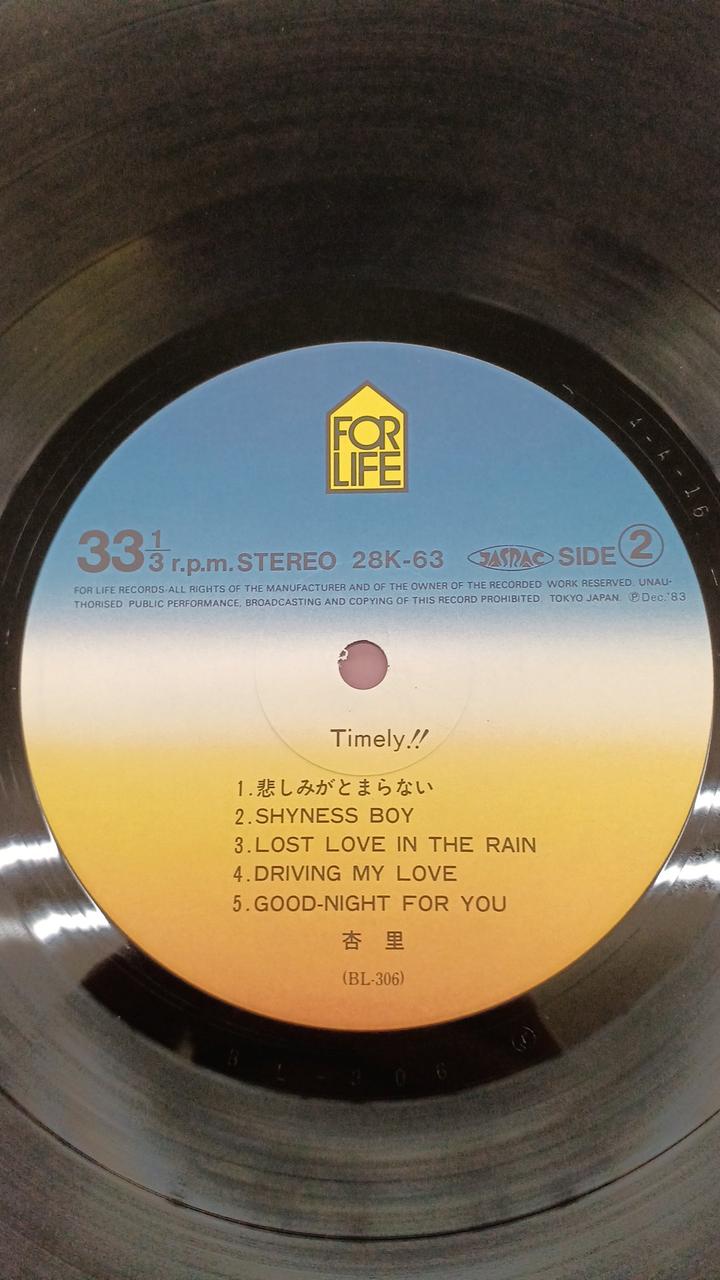 FOR
LIFE
33 1/3 r.p.m. STEREO 28K-63 JASRAC SIDE 2
FOR LIFE RECORDS·ALL RIGHTS OF THE MANUFACTURER AND OF THE OWNER OF THE RECORDED WORK RESERVED. UNAU-
THORISED PUBLIC PERFORMANCE, BROADCASTING AND COPYING OF THIS RECORD PROHIBITED. TOKYO JAPAN. ℗Dec.'83
Timely!!
1.悲しみがとまらない
2.SHYNESS BOY
3.LOST LOVE IN THE RAIN
4.DRIVING MY LOVE
5.GOOD-NIGHT FOR YOU
杏 里
(BL-306)
BL-306